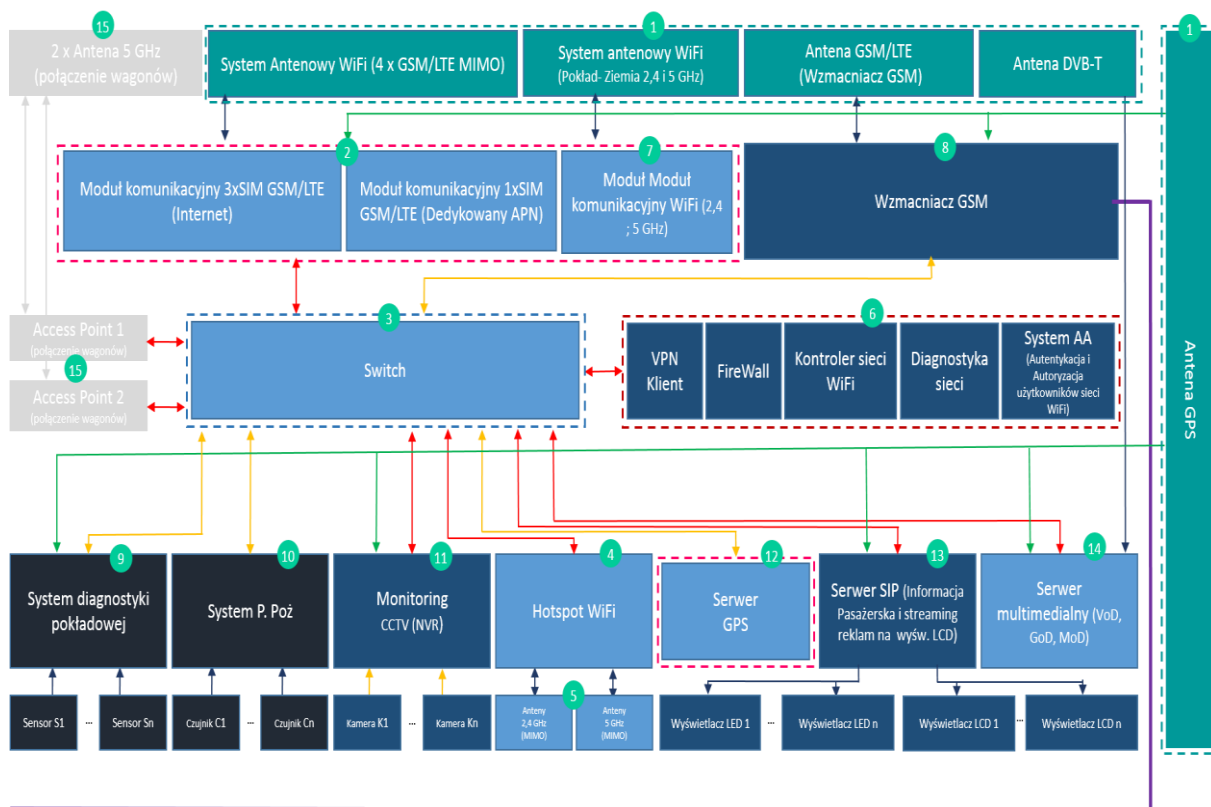 15
1
1
2 x Antena 5 GHz
(połączenie wagonów)
System Antenowy WiFi (4 x GSM/LTE MIMO)
System antenowy WiFi
(Pokład- Ziemia 2,4 i 5 GHz)
Antena GSM/LTE
(Wzmacniacz GSM)
Antena DVB-T
2
7
8
Moduł komunikacyjny 3xSIM GSM/LTE
(Internet)
Moduł komunikacyjny 1xSIM
GSM/LTE (Dedykowany APN)
Moduł Moduł
komunikacyjny WiFi (2,4
; 5 GHz)
Wzmacniacz GSM
3
6
Access Point 1
(połączenie wagonów)
15
Access Point 2
(połączenie wagonów)
Switch
VPN
Klient
FireWall
Kontroler sieci
WiFi
Diagnostyka
sieci
System AA
(Autentykacja i
Autoryzacja
użytkowników sieci
WiFi)
Antena GPS
9
10
11
4
12
13
14
System diagnostyki
pokładowej
System P. Poż
Monitoring
CCTV (NVR)
Hotspot WiFi
Serwer
GPS
Serwer SIP (Informacja
Pasażerska i streaming
reklam na wyśw. LCD)
Serwer
multimedialny (VoD,
GoD, MoD)
5
Sensor S1
...
Sensor Sn
Czujnik C1
...
Czujnik Cn
Kamera K1
...
Kamera Kn
Anteny
2,4 GHz
(MIMO)
Anteny
5 GHz
(MIMO)
Wyświetlacz LED 1
...
Wyświetlacz LED n
Wyświetlacz LCD 1
...
Wyświetlacz LCD n